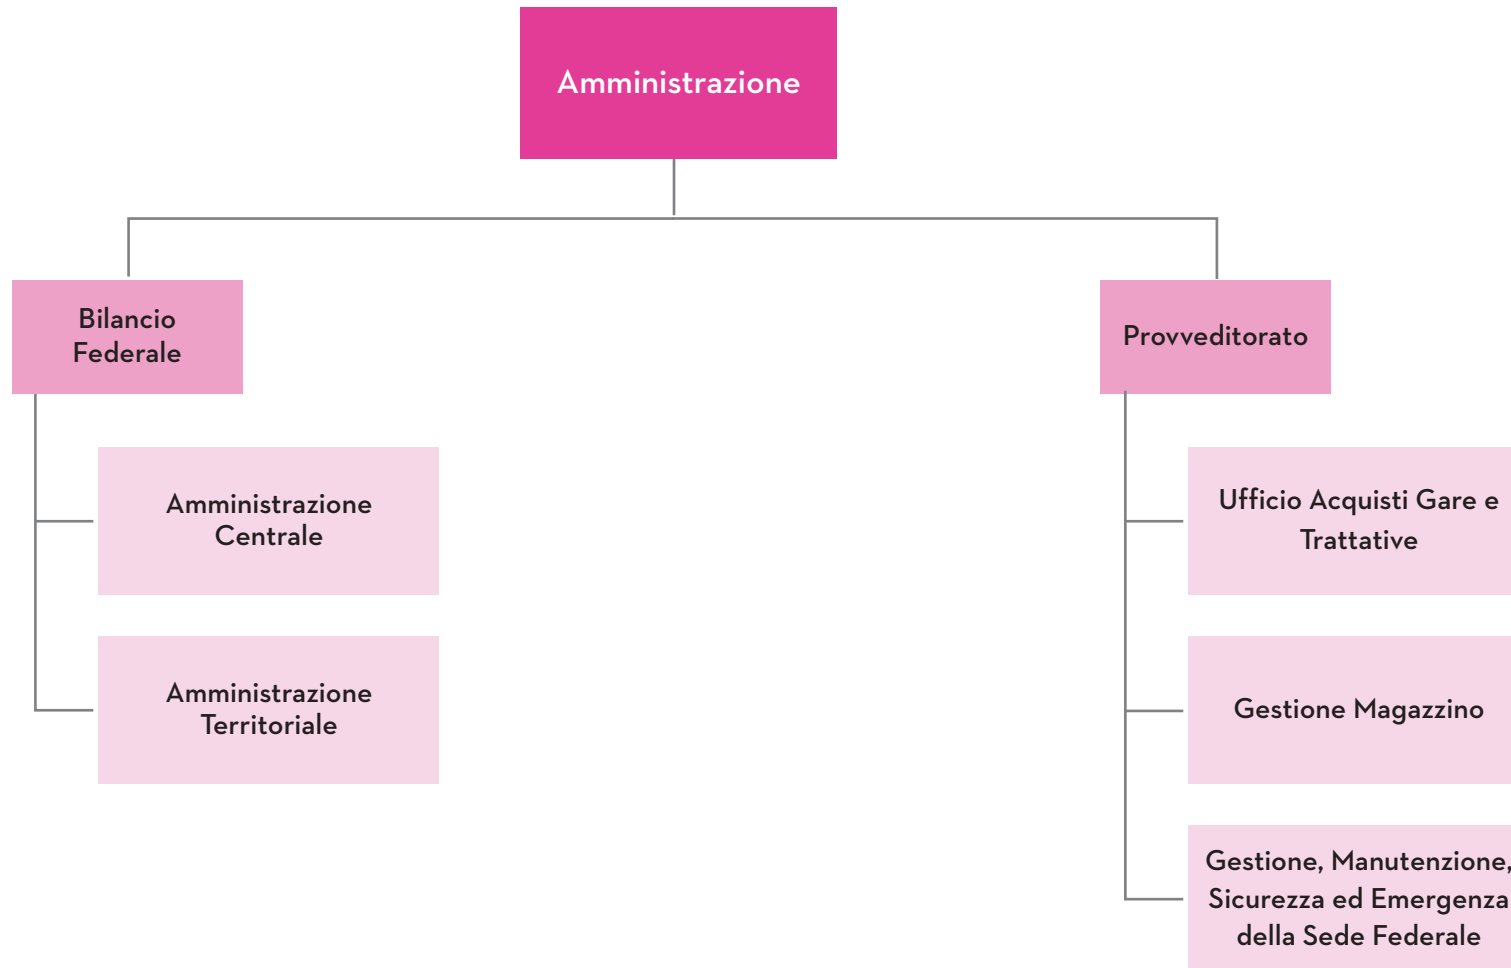 Amministrazione
Bilancio
Federale
Provveditorato
Amministrazione
Centrale
Ufficio Acquisti Gare e
Trattative
Amministrazione
Territoriale
Gestione Magazzino
Gestione, Manutenzione,
Sicurezza ed Emergenza
della Sede Federale